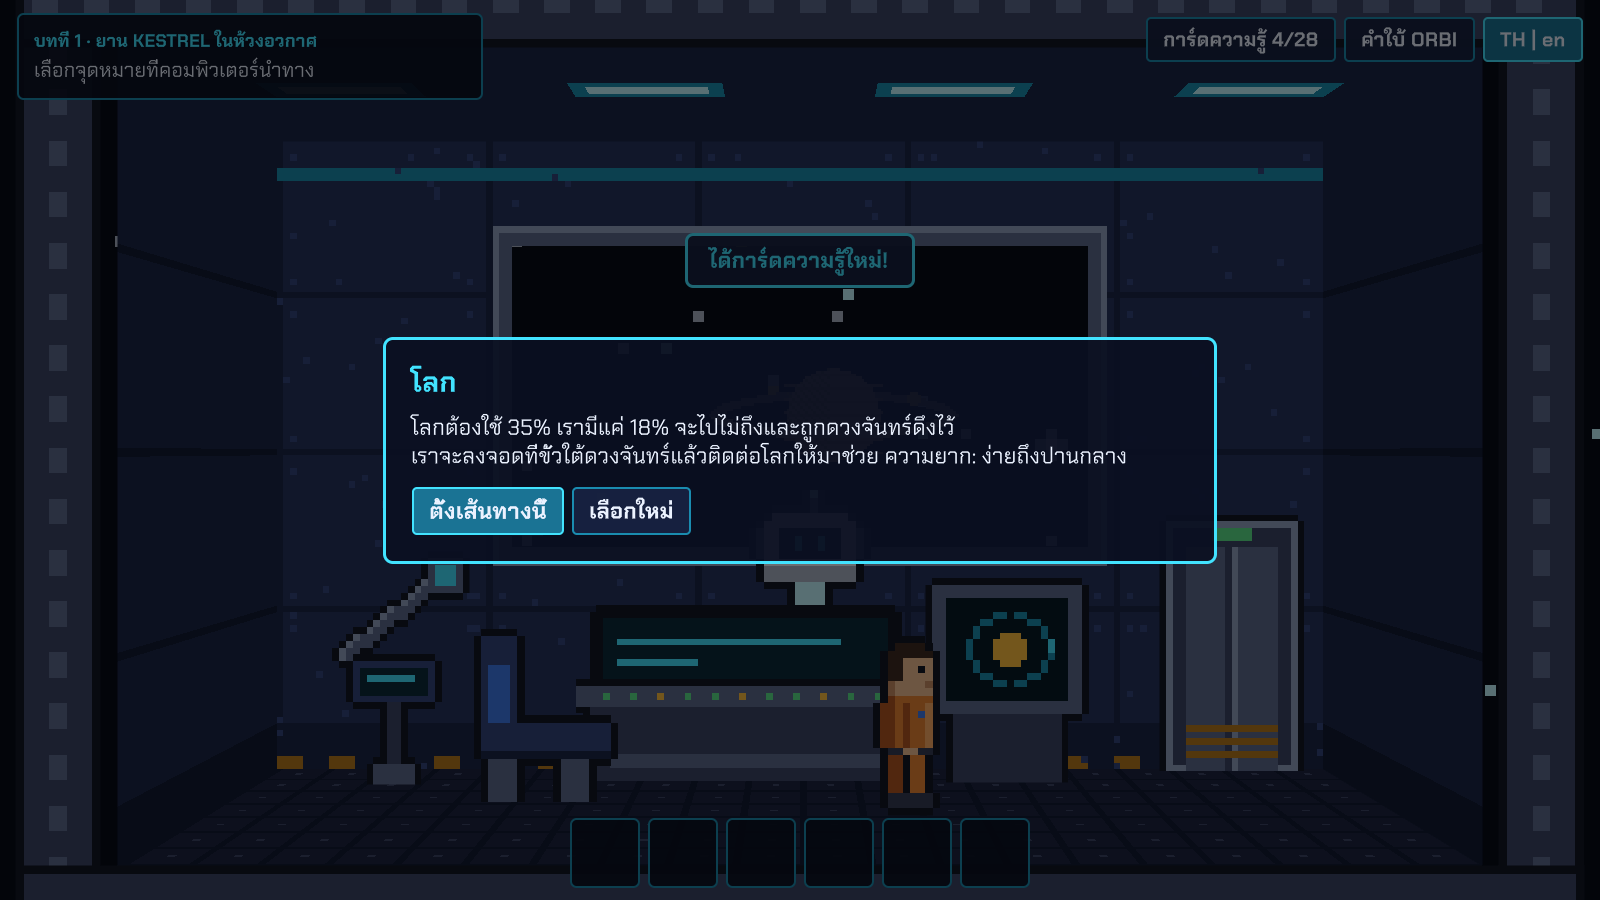 บทที่ 1 · ยาน KESTREL ในห้วงอวกาศ
เลือกจุดหมายที่คอมพิวเตอร์นำทาง
การ์ดความรู้ 4/28
คำใบ้ ORBI
TH | en
ได้การ์ดความรู้ใหม่!
โลก
โลกต้องใช้ 35% เรามีแค่ 18% จะไปไม่ถึงและถูกดวงจันทร์ดึงไว้
เราจะลงจอดที่ขั้วใต้ดวงจันทร์แล้วติดต่อโลกให้มาช่วย ความยาก: ง่ายถึงปานกลาง
ตั้งเส้นทางนี้
เลือกใหม่